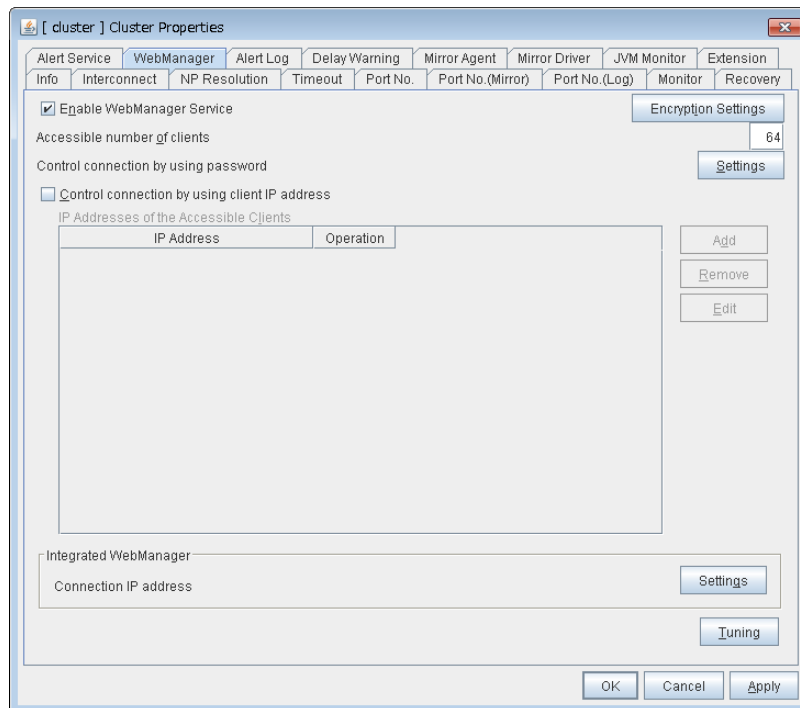 [ cluster ] Cluster Properties
Alert Service WebManager Alert Log Delay Warning Mirror Agent Mirror Driver JVM Monitor Extension
Info Interconnect NP Resolution Timeout Port No. Port No.(Mirror) Port No.(Log) Monitor Recovery
Enable WebManager Service Encryption Settings
Accessible number of clients 64
Control connection by using password Settings
Control connection by using client IP address
IP Addresses of the Accessible Clients
IP Address Operation Add
Remove
Edit
Integrated WebManager
Connection IP address Settings
Tuning
OK Cancel Apply